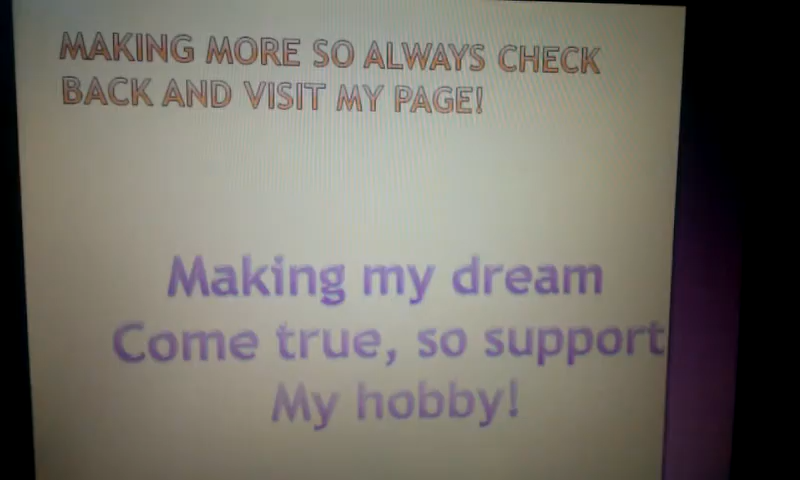 MAKING MORE SO ALWAYS CHECK
BACK AND VISIT MY PAGE!
Making my dream
Come true, so support
My hobby!